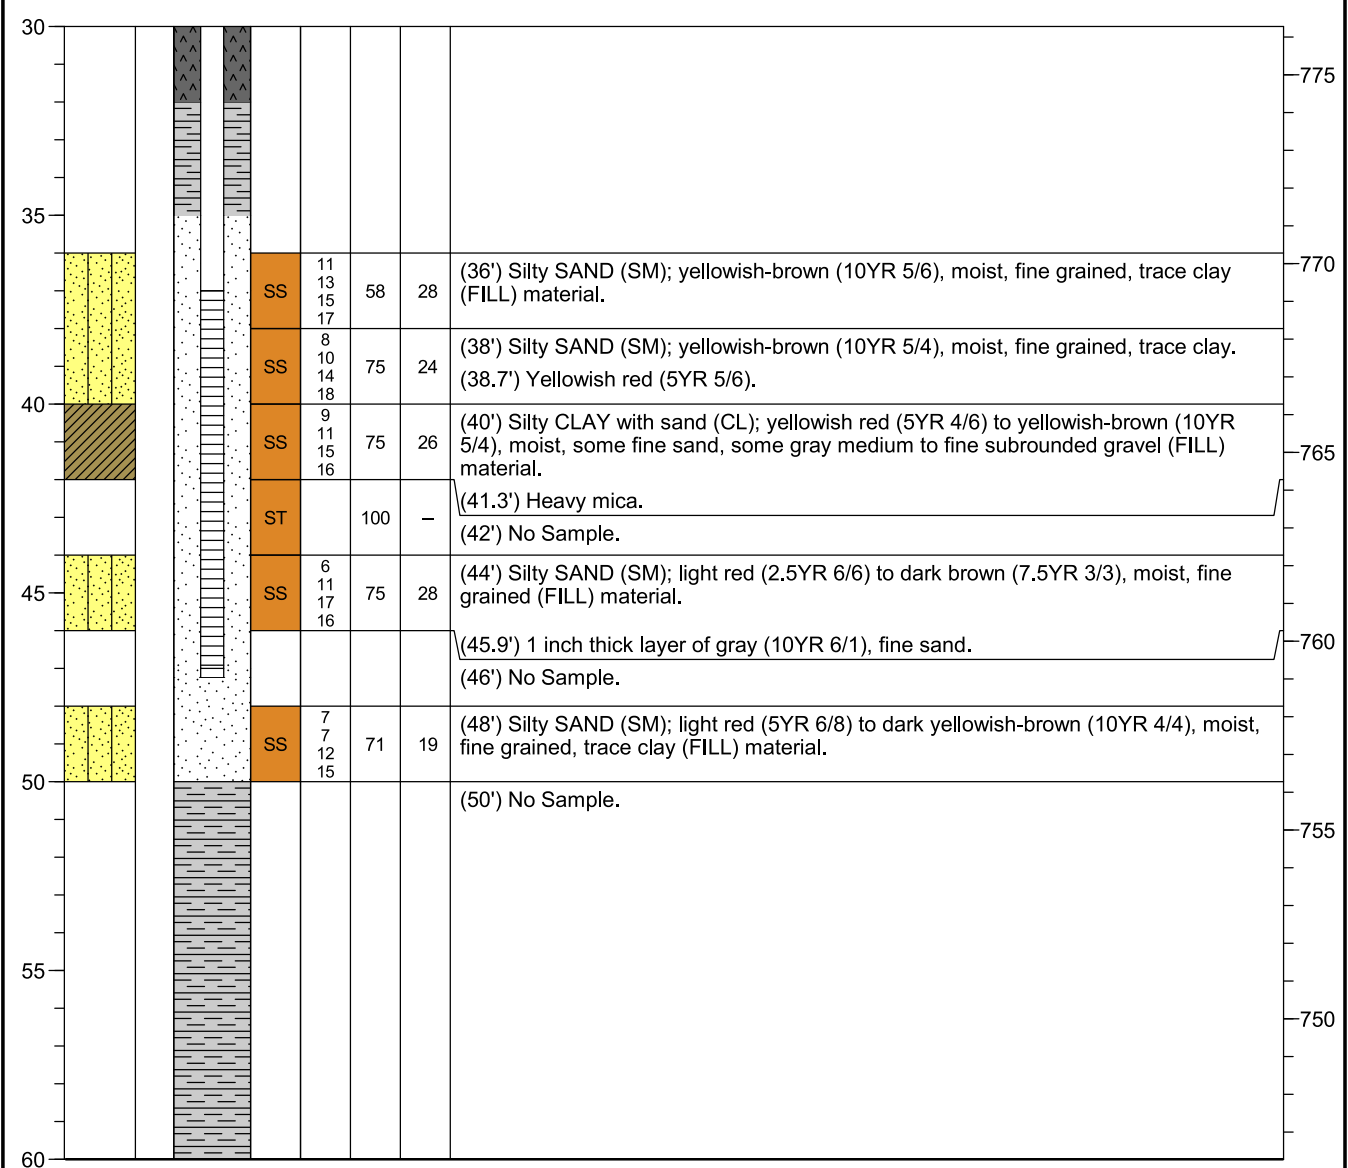 30
775
35
770
SS
11
13
15
17
58
28
(36') Silty SAND (SM); yellowish-brown (10YR 5/6), moist, fine grained, trace clay
(FILL) material.
SS
8
10
14
18
75
24
(38') Silty SAND (SM); yellowish-brown (10YR 5/4), moist, fine grained, trace clay.
(38.7') Yellowish red (5YR 5/6).
40
SS
9
11
15
16
75
26
(40') Silty CLAY with sand (CL); yellowish red (5YR 4/6) to yellowish-brown (10YR
5/4), moist, some fine sand, some gray medium to fine subrounded gravel (FILL)
material.
765
(41.3') Heavy mica.
ST
100
–
(42') No Sample.
45
SS
6
11
17
16
75
28
(44') Silty SAND (SM); light red (2.5YR 6/6) to dark brown (7.5YR 3/3), moist, fine
grained (FILL) material.
(45.9') 1 inch thick layer of gray (10YR 6/1), fine sand.
760
(46') No Sample.
SS
7
7
12
15
71
19
(48') Silty SAND (SM); light red (5YR 6/8) to dark yellowish-brown (10YR 4/4), moist,
fine grained, trace clay (FILL) material.
50
(50') No Sample.
755
55
750
60